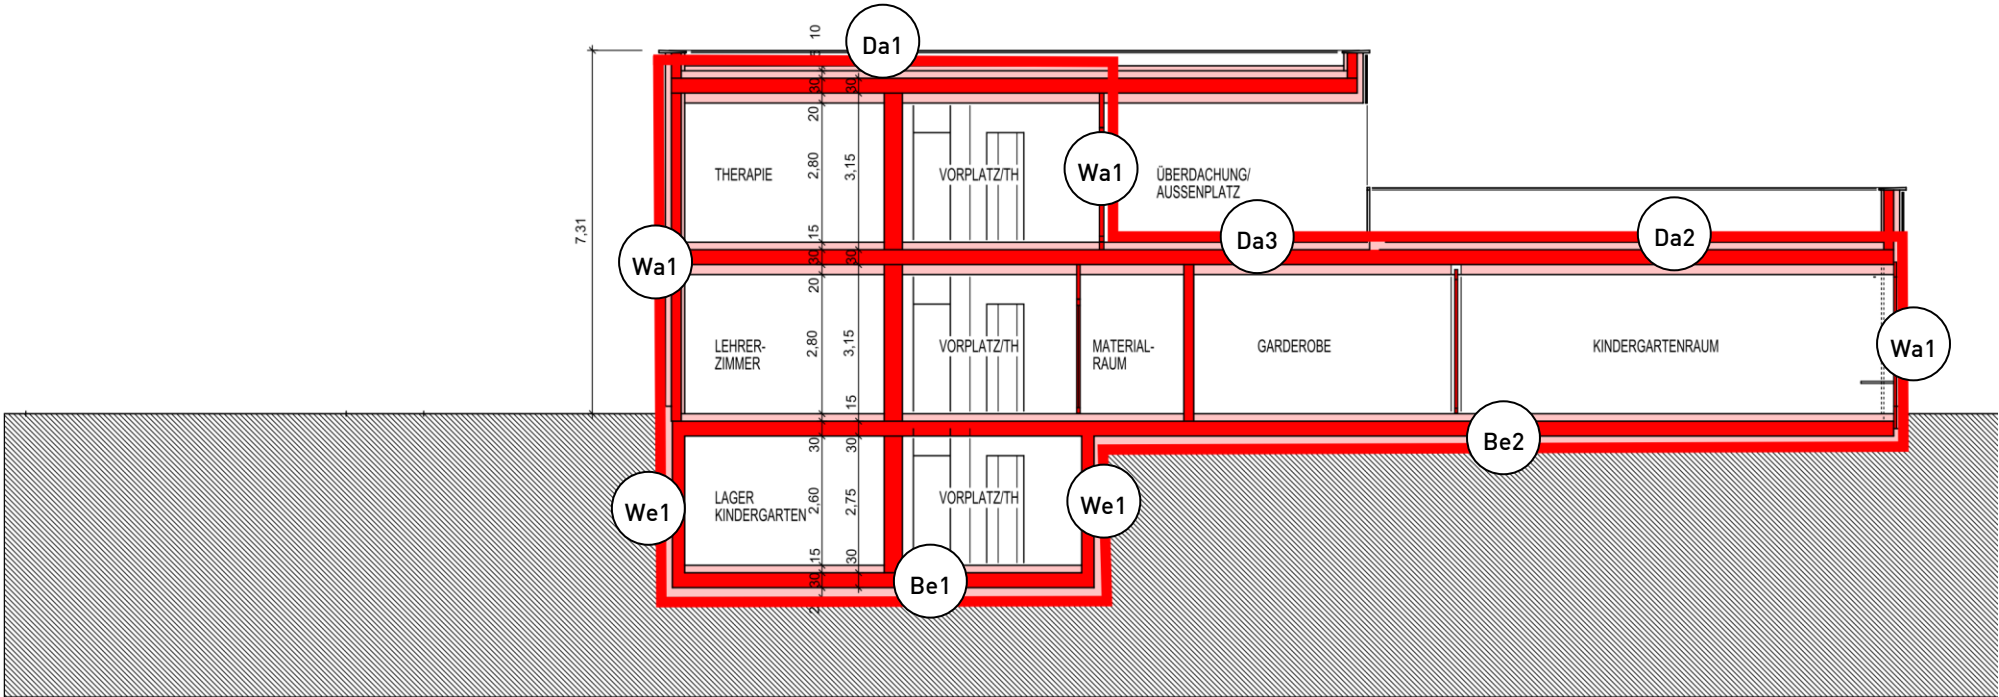 10
Da1
30
30
20
THERAPIE
2,80
3,15
VORPLATZ/TH
Wa1
ÜBERDACHUNG/
AUSSENPLATZ
7,31
15
Da3
Da2
Wa1
30
30
20
LEHRER-
ZIMMER
2,80
3,15
VORPLATZ/TH
MATERIAL-
RAUM
GARDEROBE
KINDERGARTENRAUM
Wa1
15
Be2
30
30
We1
LAGER
KINDERGARTEN
2,60
2,75
VORPLATZ/TH
We1
15
30
30
Be1